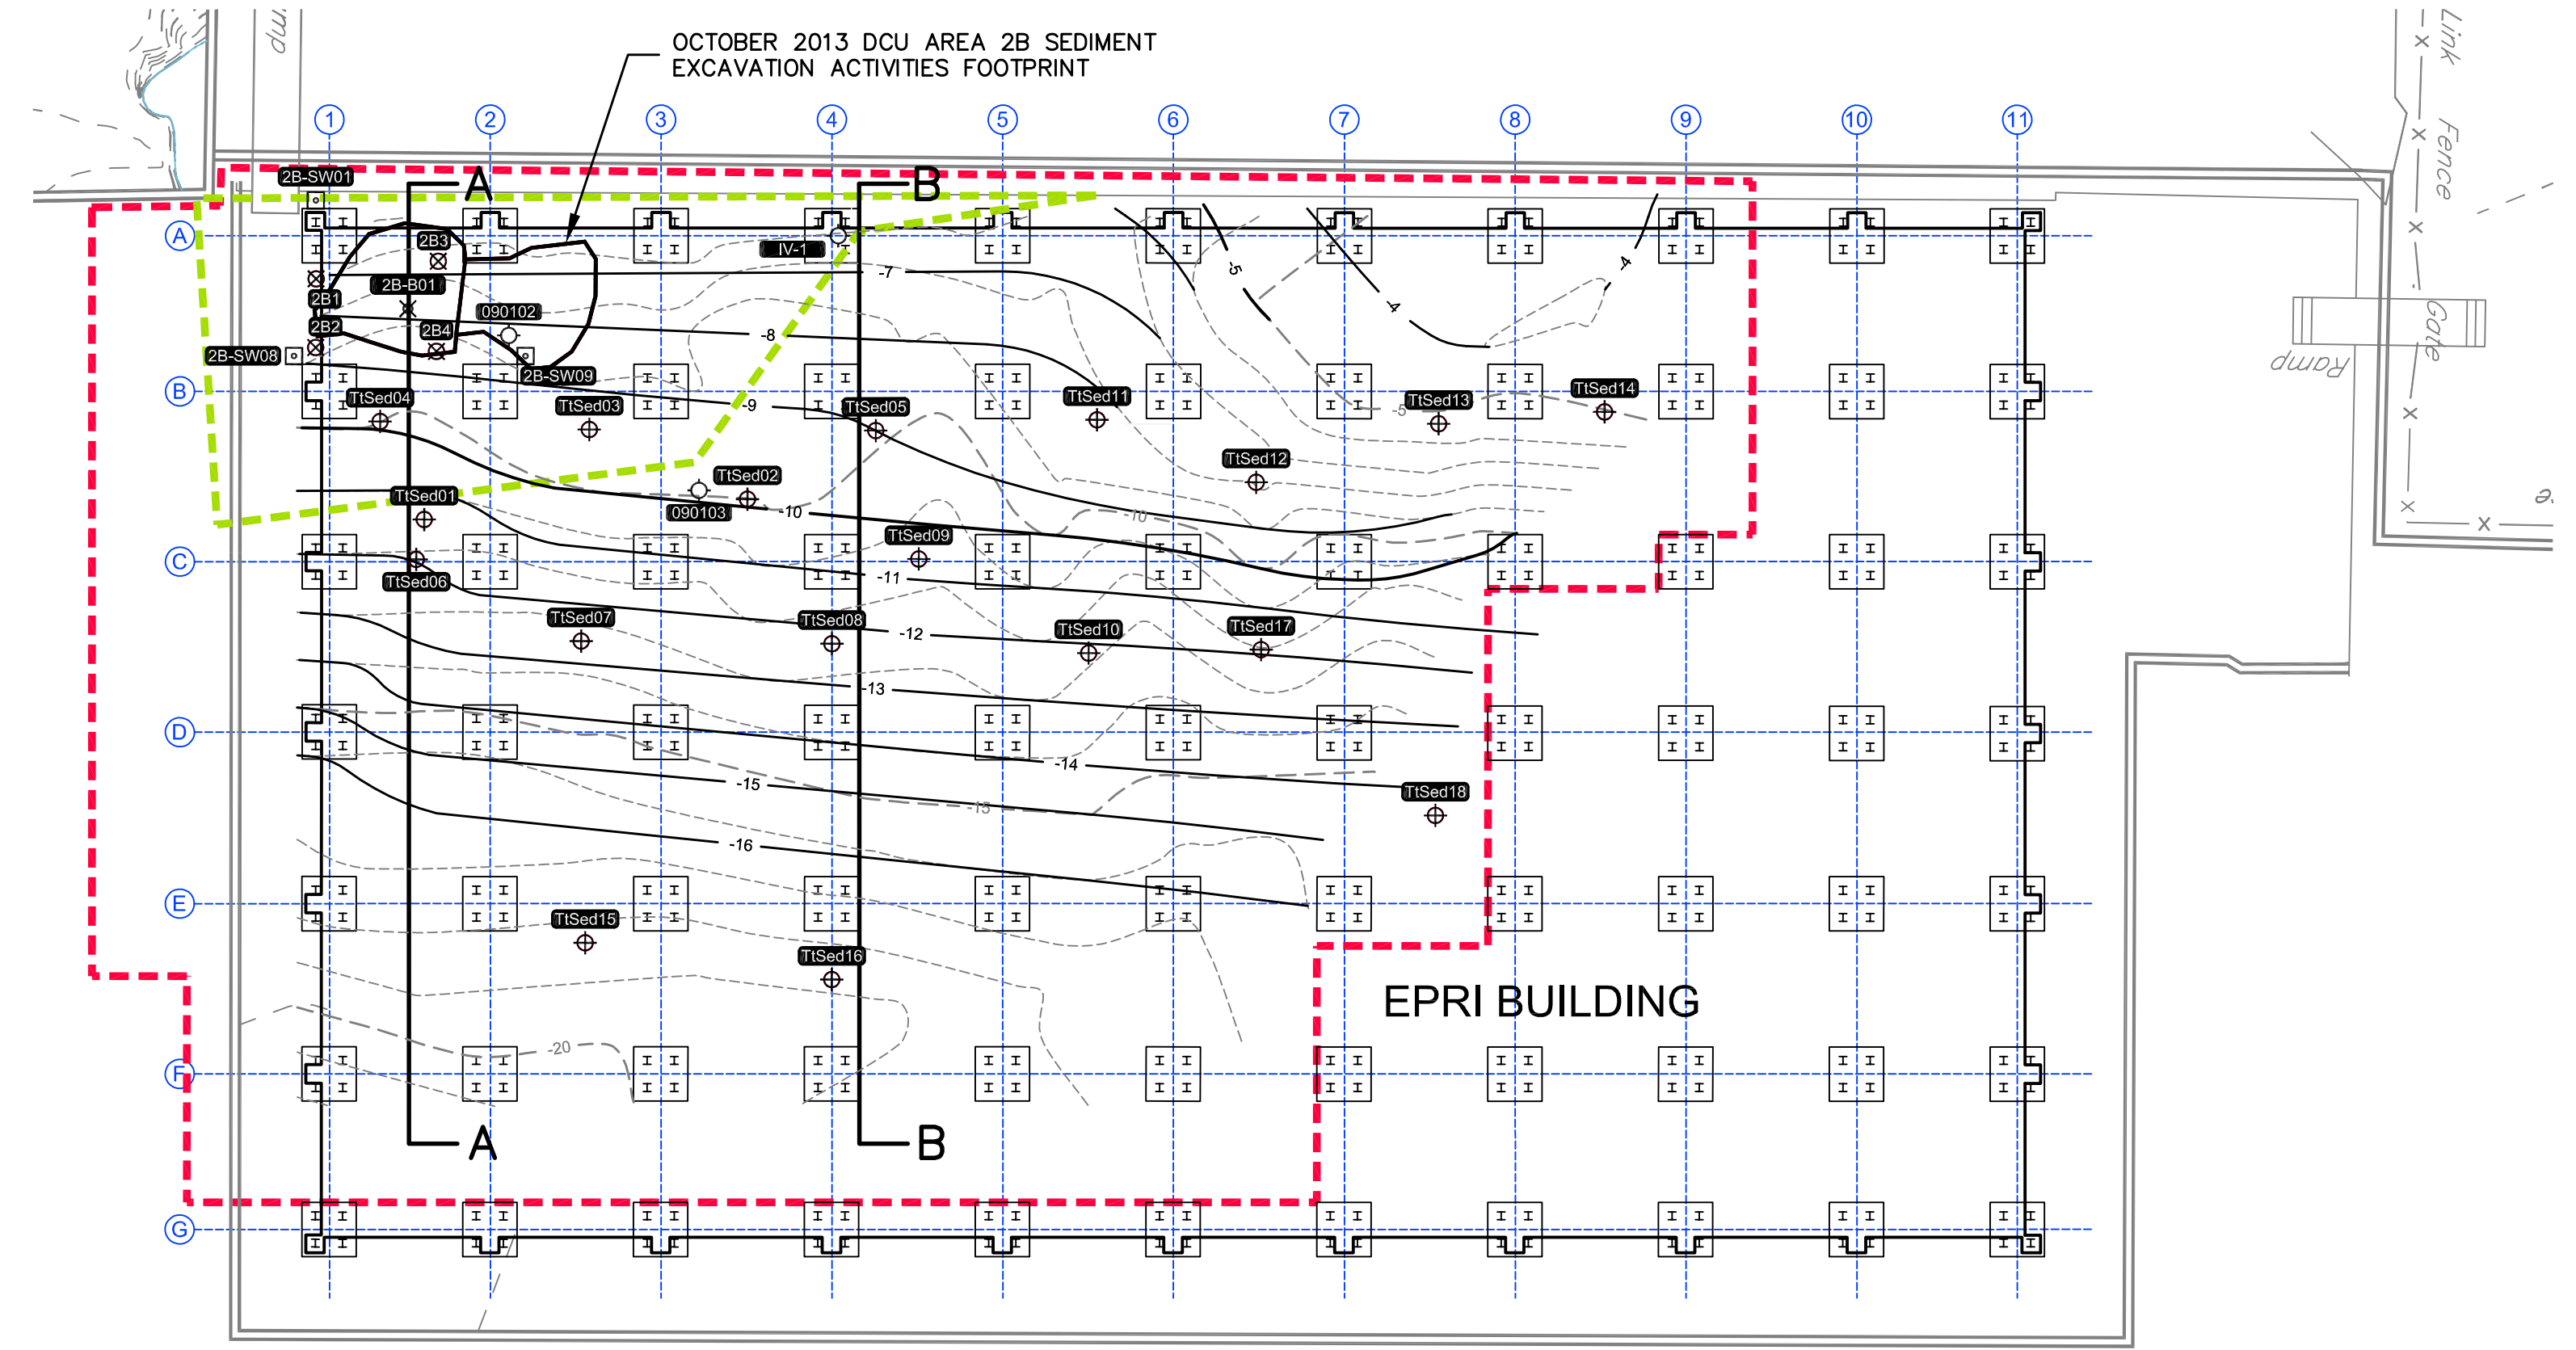 OCTOBER 2013 DCU AREA 2B SEDIMENT
EXCAVATION ACTIVITIES FOOTPRINT
Link
Fence
Gate
Ramp
1 2 3 4 5 6 7 8 9 10 11
2B-SW01
A
B
A
2B3
IV-1
-7
-5
-4
-4
2B-B01
2B1
090102
2B2
2B4
-8
2B-SW08
2B-SW09
B
TtSed04
TtSed03
-9
TtSed05
TtSed11
-5
TtSed13
TtSed14
TtSed12
TtSed02
TtSed01
090103
-10
-10
TtSed09
C
TtSed06
-11
TtSed07
TtSed08
-12
TtSed10
TtSed17
-13
D
-14
-15
-15
TtSed18
-16
E
TtSed15
TtSed16
EPRI BUILDING
-20
F
A
B
G
X
X
X
X
X
X